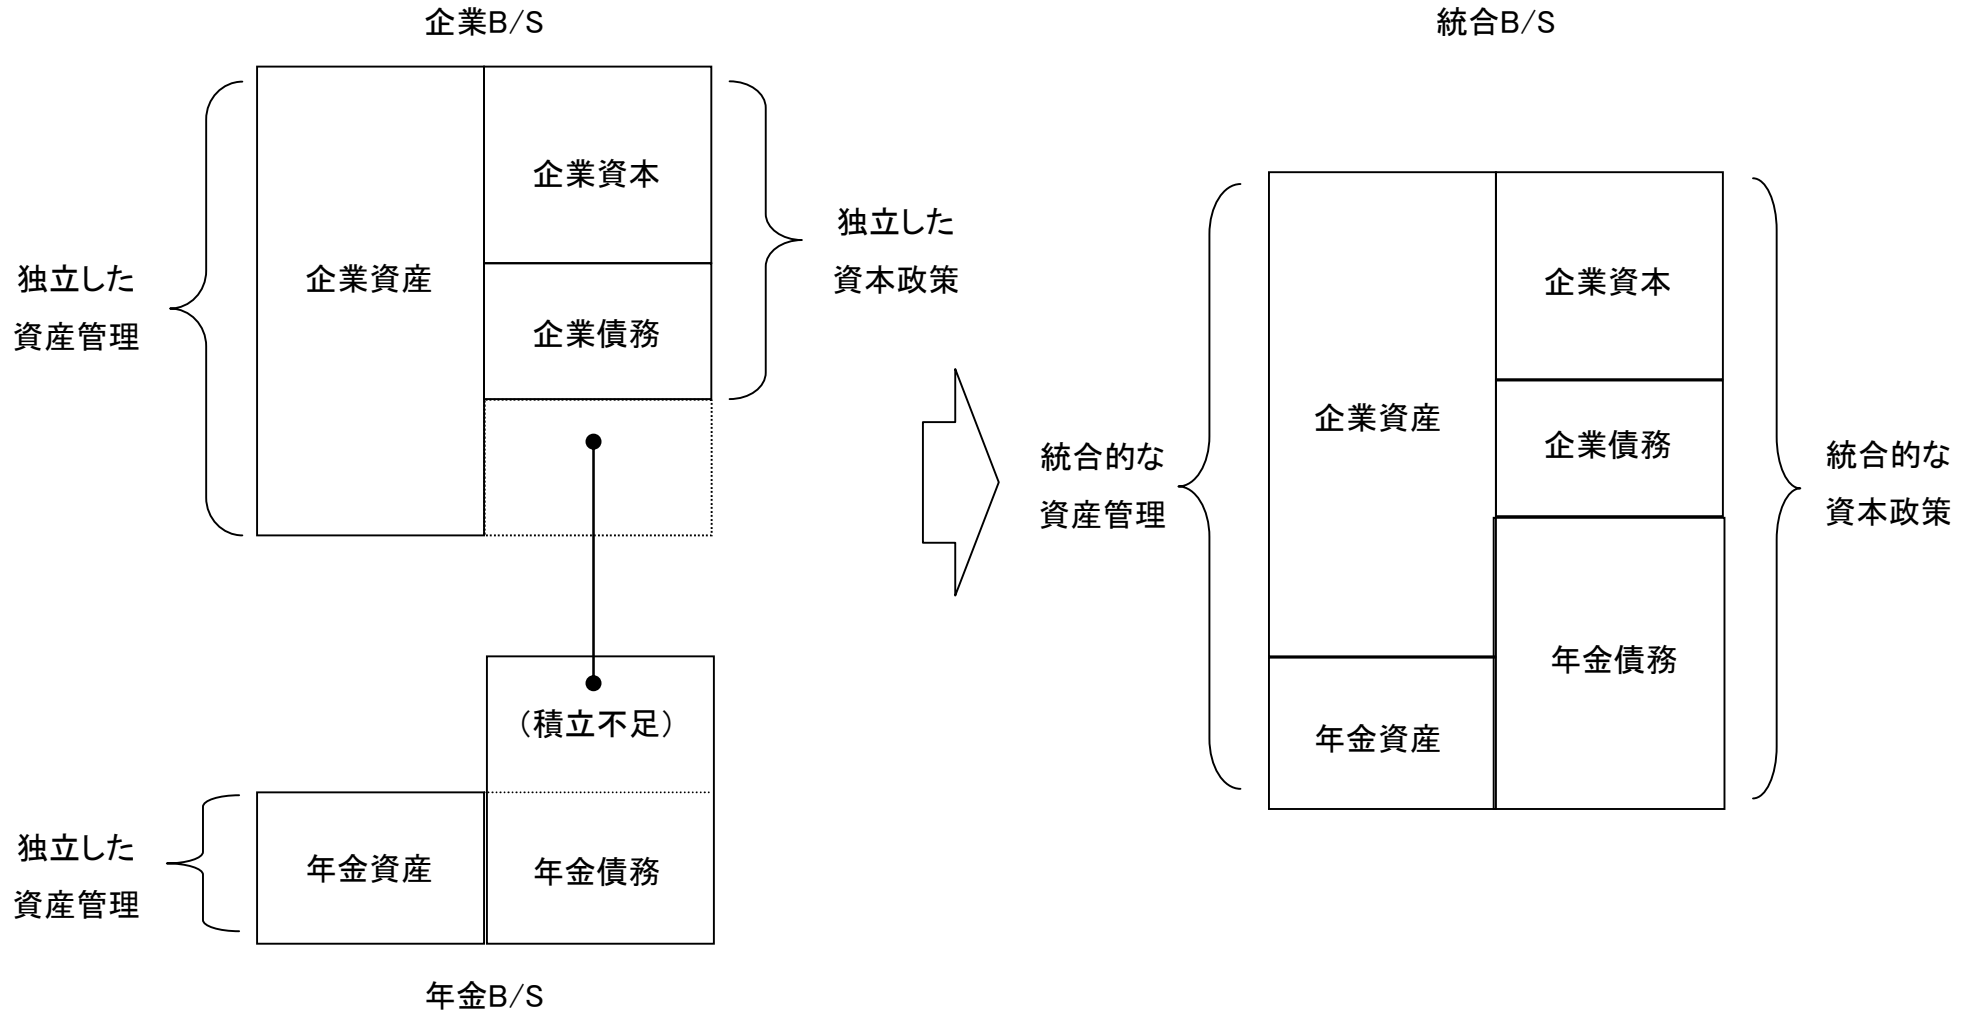 企業B/S
企業資産
企業資本
企業債務
独立した
資産管理
独立した
資本政策
（積立不足）
年金資産
年金債務
独立した
資産管理
年金B/S
統合B/S
統合的な
資産管理
企業資産
企業資本
企業債務
年金資産
年金債務
統合的な
資本政策